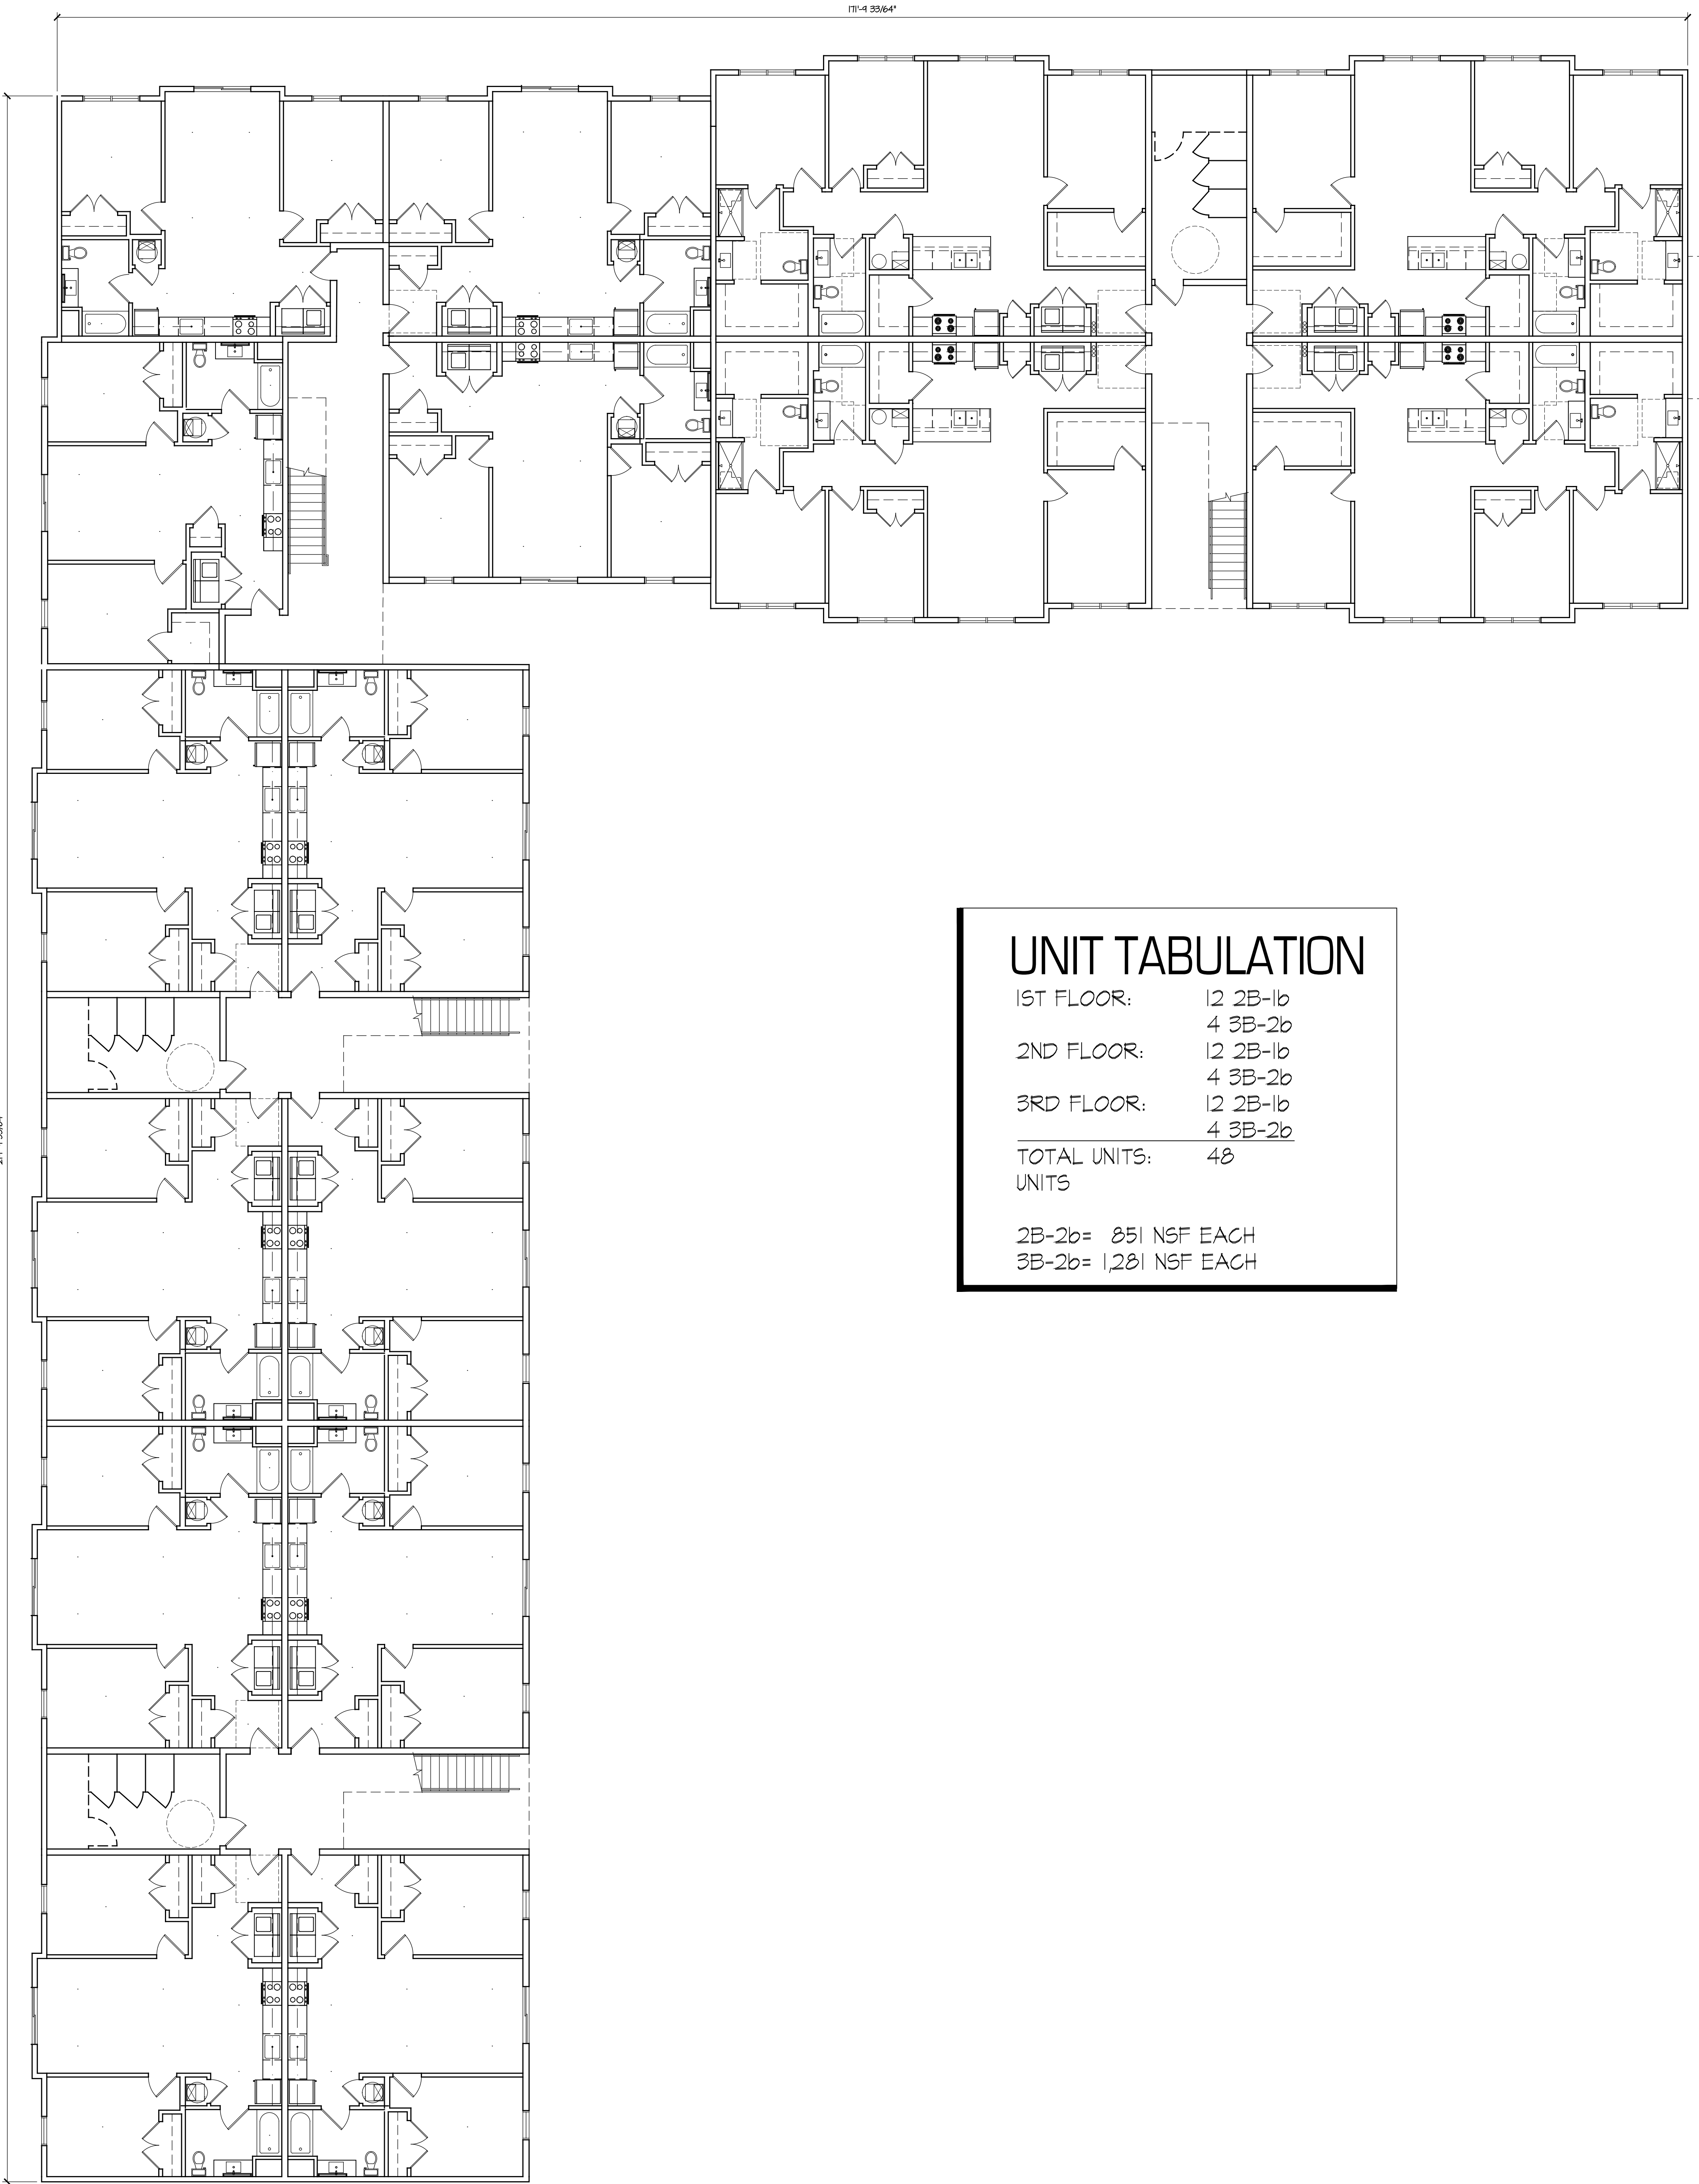 171'-9 33/64"
UNIT TABULATION
1ST FLOOR: 12 2B-1b
4 3B-2b
2ND FLOOR: 12 2B-1b
4 3B-2b
3RD FLOOR: 12 2B-1b
4 3B-2b
TOTAL UNITS: 48
UNITS
2B-2b= 851 NSF EACH
3B-2b= 1,281 NSF EACH